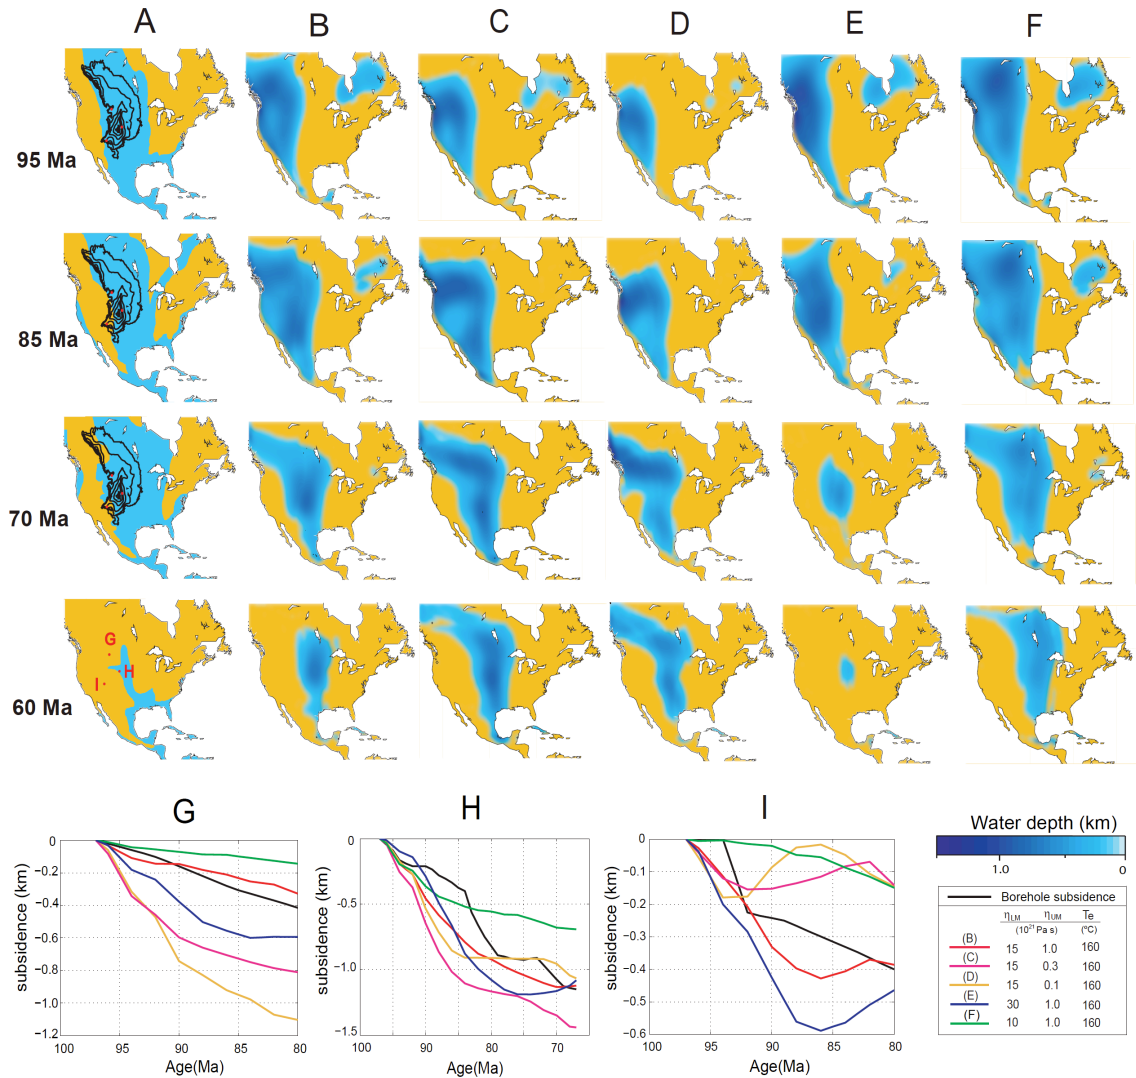 A B C D E F
95 Ma
85 Ma
70 Ma
60 Ma
G
H
I
G H I
subsidence (km)
0
−0.2
−0.4
−0.6
−0.8
−1.0
−1.2
100 95 90 85 80
Age(Ma)
subsidence (km)
0
−0.5
−1.0
−1.5
100 90 80 70
Age(Ma)
subsidence (km)
0
−0.1
−0.2
−0.3
−0.4
−0.5
−0.6
100 95 90 85 80
Age(Ma)
Water depth (km)
1.0 0
Borehole subsidence
ηLM ηUM Te
(10²¹ Pa s) (ºC)
(B) 15 1.0 160
(C) 15 0.3 160
(D) 15 0.1 160
(E) 30 1.0 160
(F) 10 1.0 160